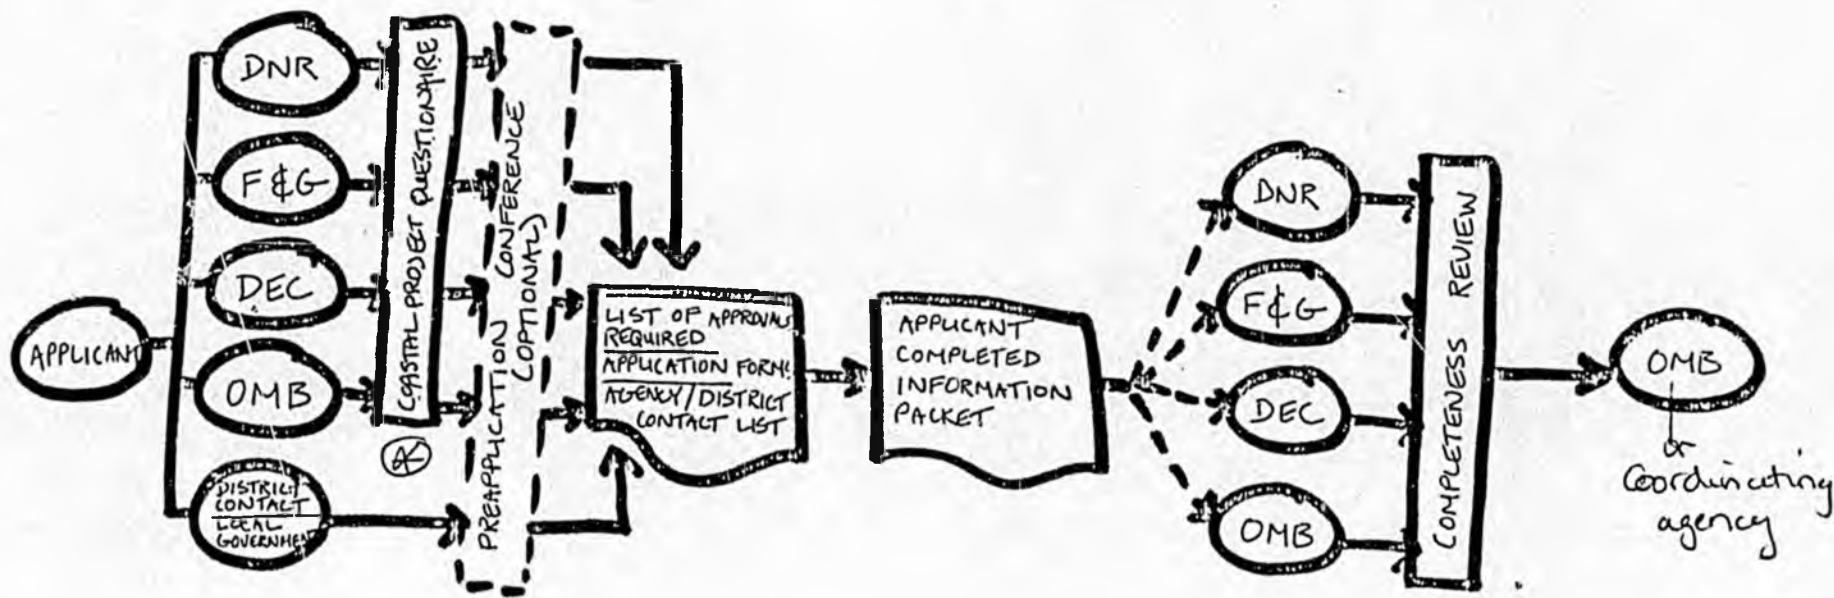 APPLICANT
DNR
F&G
DEC
OMB
DISTRICT
CONTACT
LOCAL
GOVERNMENT
COASTAL PROJECT QUESTIONAIRE
PREAPPLICATION CONFERENCE
(OPTIONAL)
LIST OF APPROVALS
REQUIRED
APPLICATION FORMS
AGENCY/DISTRICT
CONTACT LIST
APPLICANT
COMPLETED
INFORMATION
PACKET
DNR
F&G
DEC
OMB
COMPLETENESS REVIEW
OMB
or
Coordinating
agency